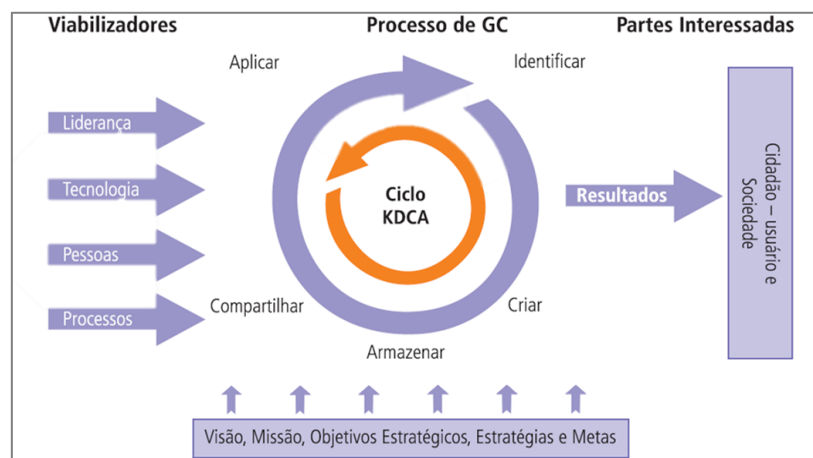 Viabilizadores
Processo de GC
Partes Interessadas
Aplicar
Identificar
Liderança
Tecnologia
Pessoas
Processos
Ciclo
KDCA
Resultados
Cidadão – usuário e
Sociedade
Compartilhar
Criar
Armazenar
Visão, Missão, Objetivos Estratégicos, Estratégias e Metas